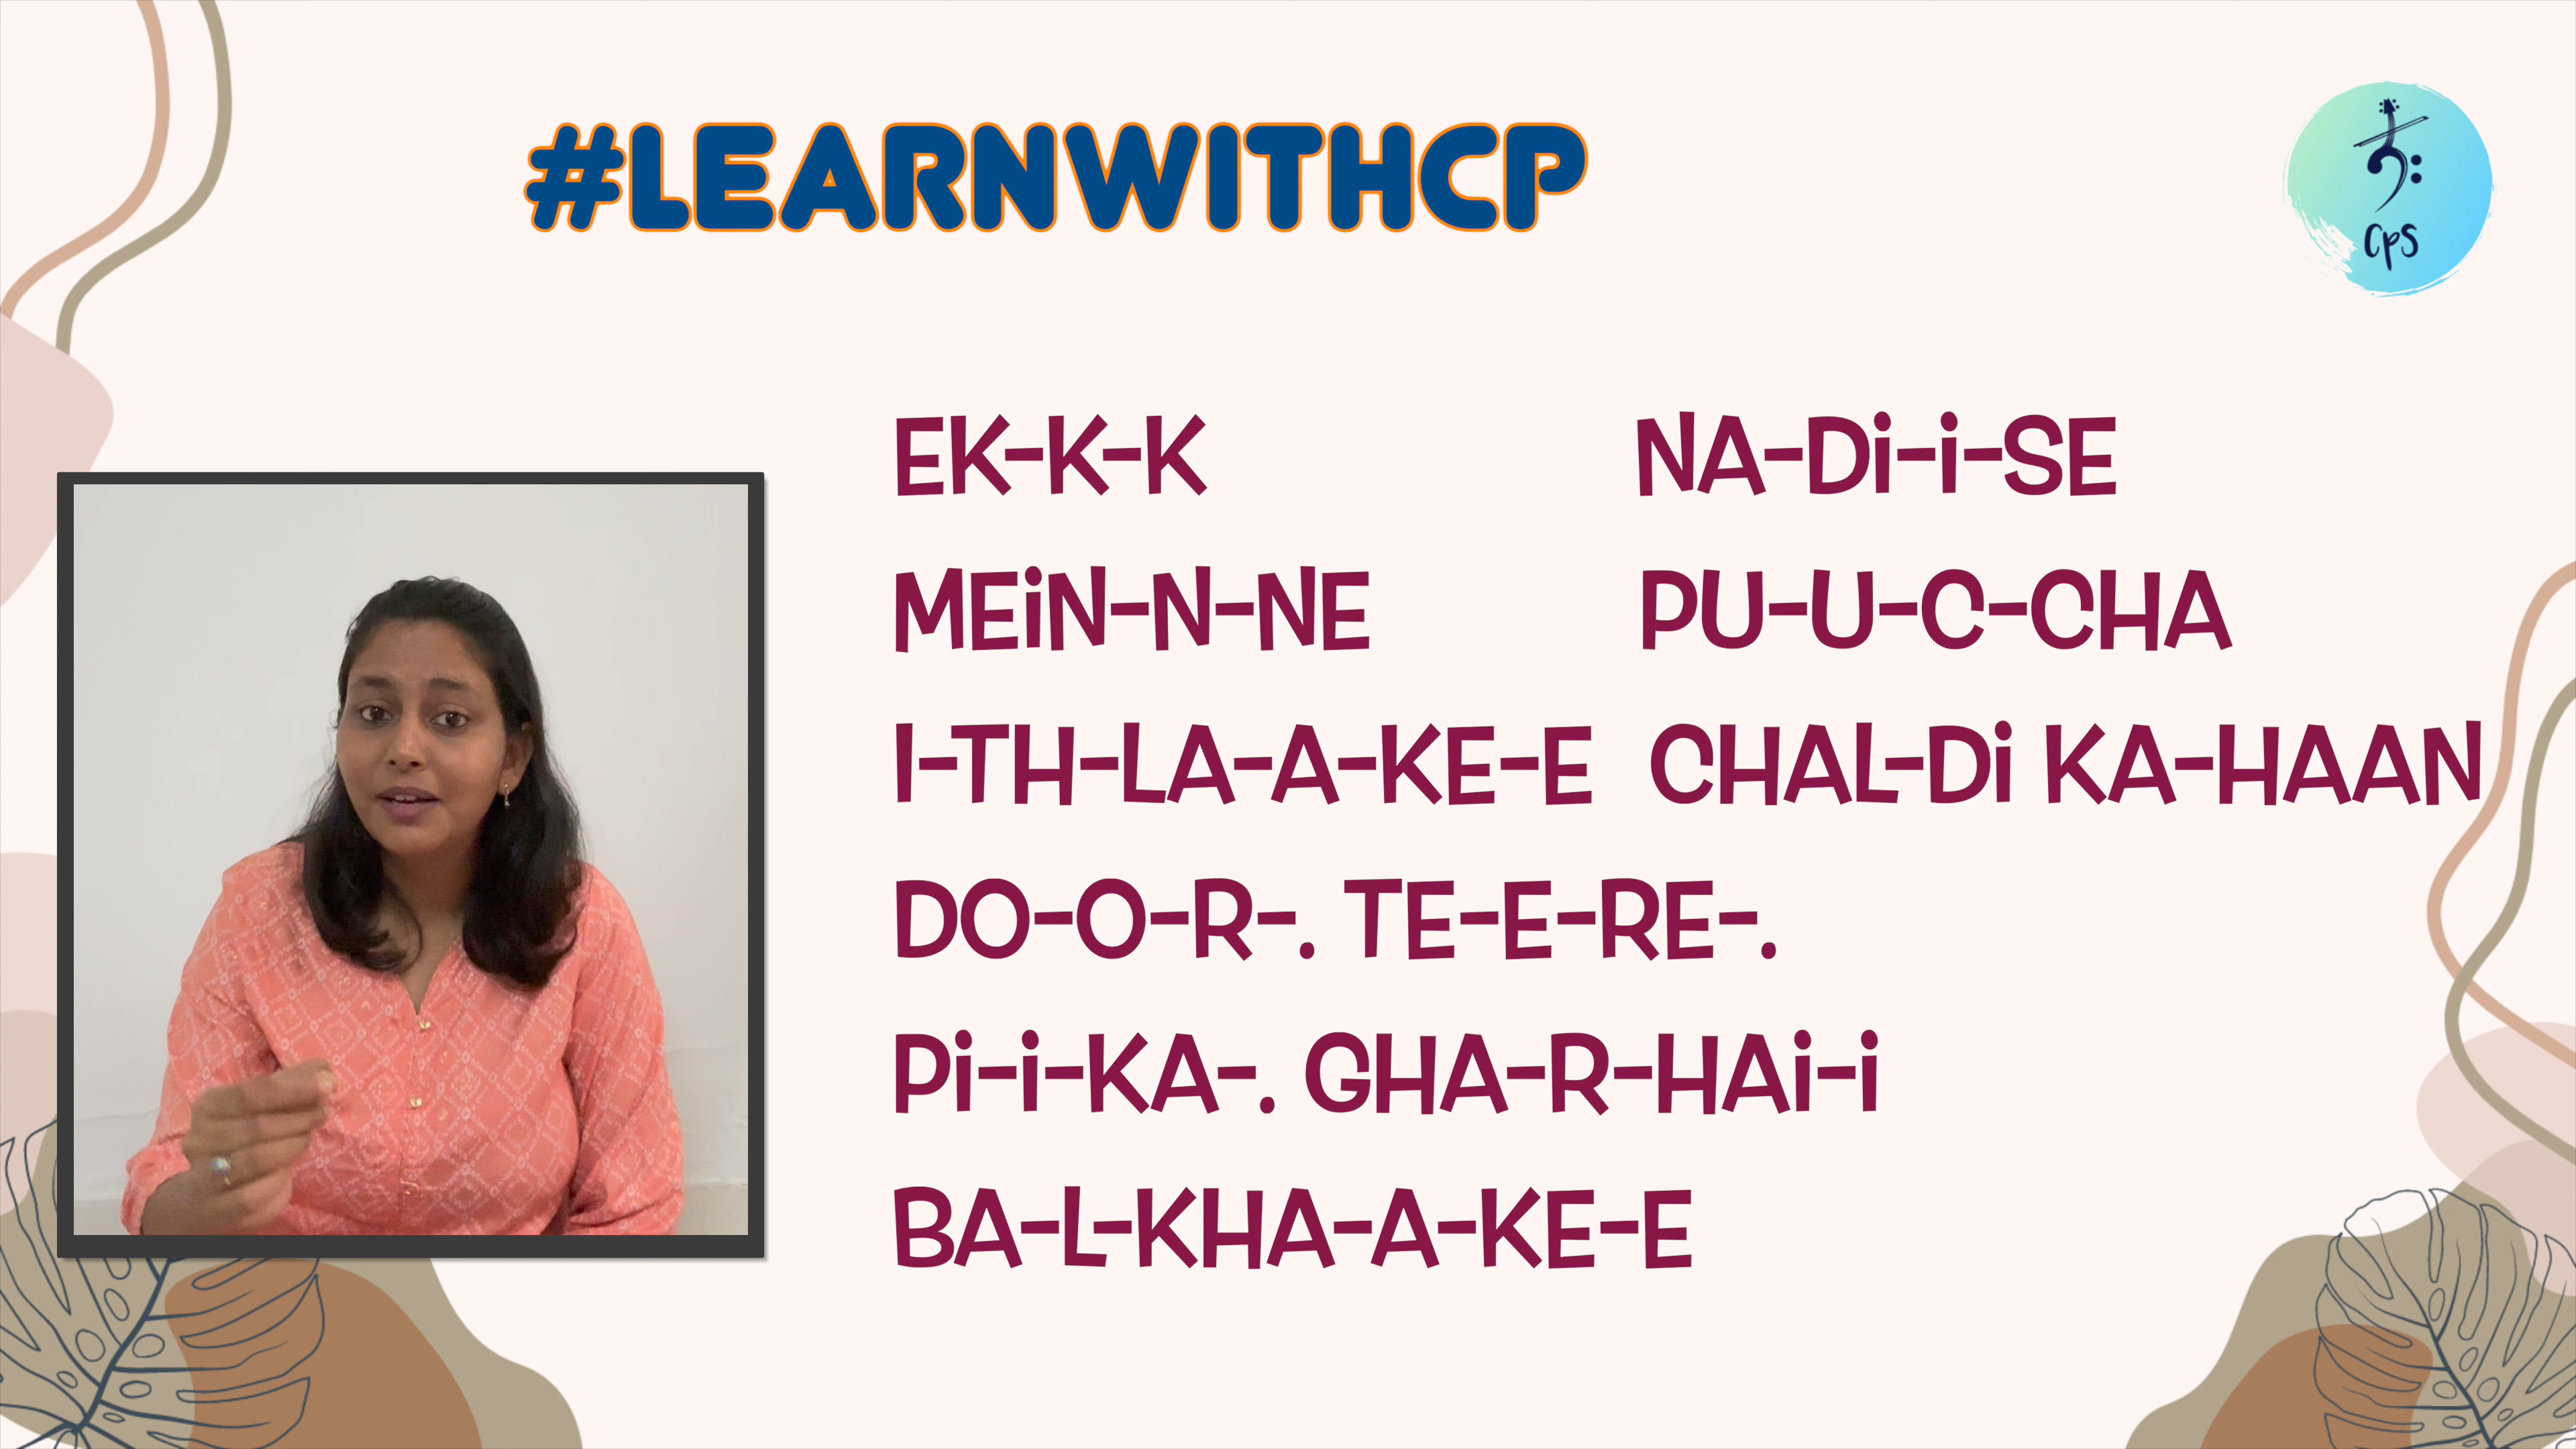 #LEARNWITHCP
CPS
EK-K-K NA-Di-i-SE
MEiN-N-NE PU-U-C-CHA
I-TH-LA-A-KE-E CHAL-Di KA-HAAN
DO-O-R-. TE-E-RE-.
Pi-i-KA-. GHA-R-HAi-i
BA-L-KHA-A-KE-E